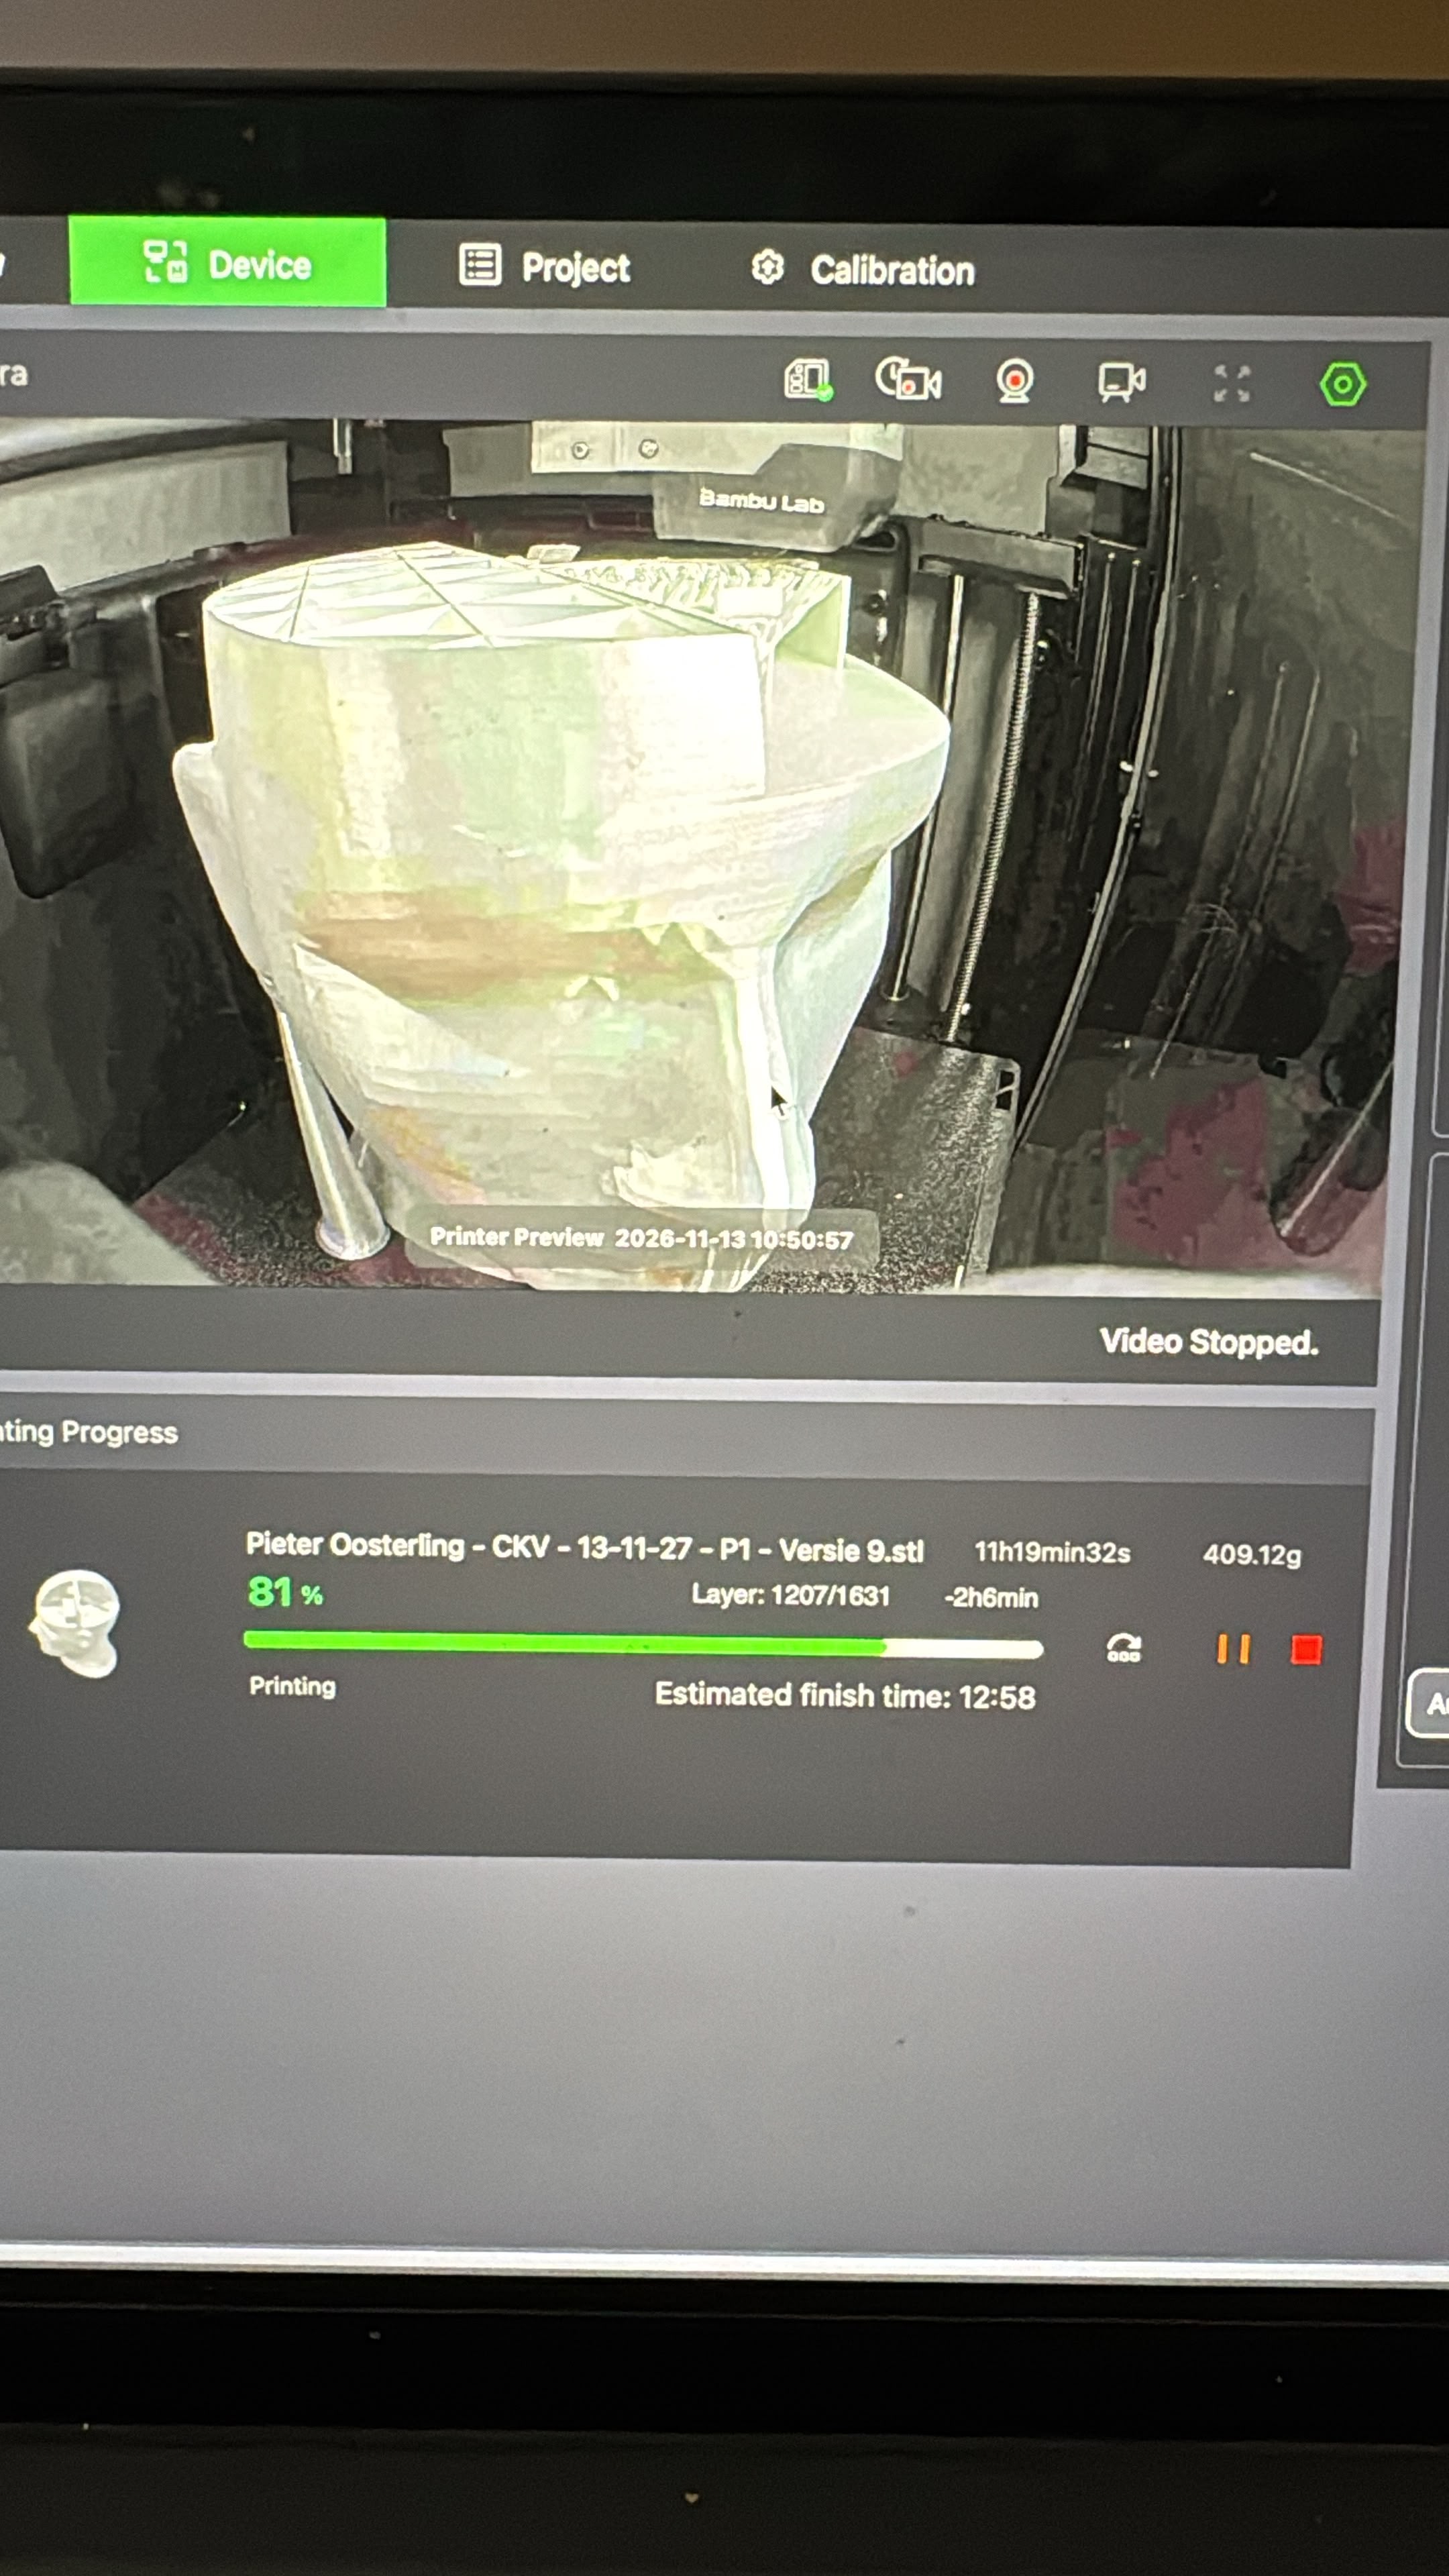 Device Project Calibration
ra
Bambu Lab
Printer Preview 2026-11-13 10:50:57
Video Stopped.
nting Progress
Pieter Oosterling - CKV - 13-11-27 - P1 - Versie 9.stl 11h19min32s 409.12g
81 % Layer: 1207/1631 -2h6min
Printing Estimated finish time: 12:58